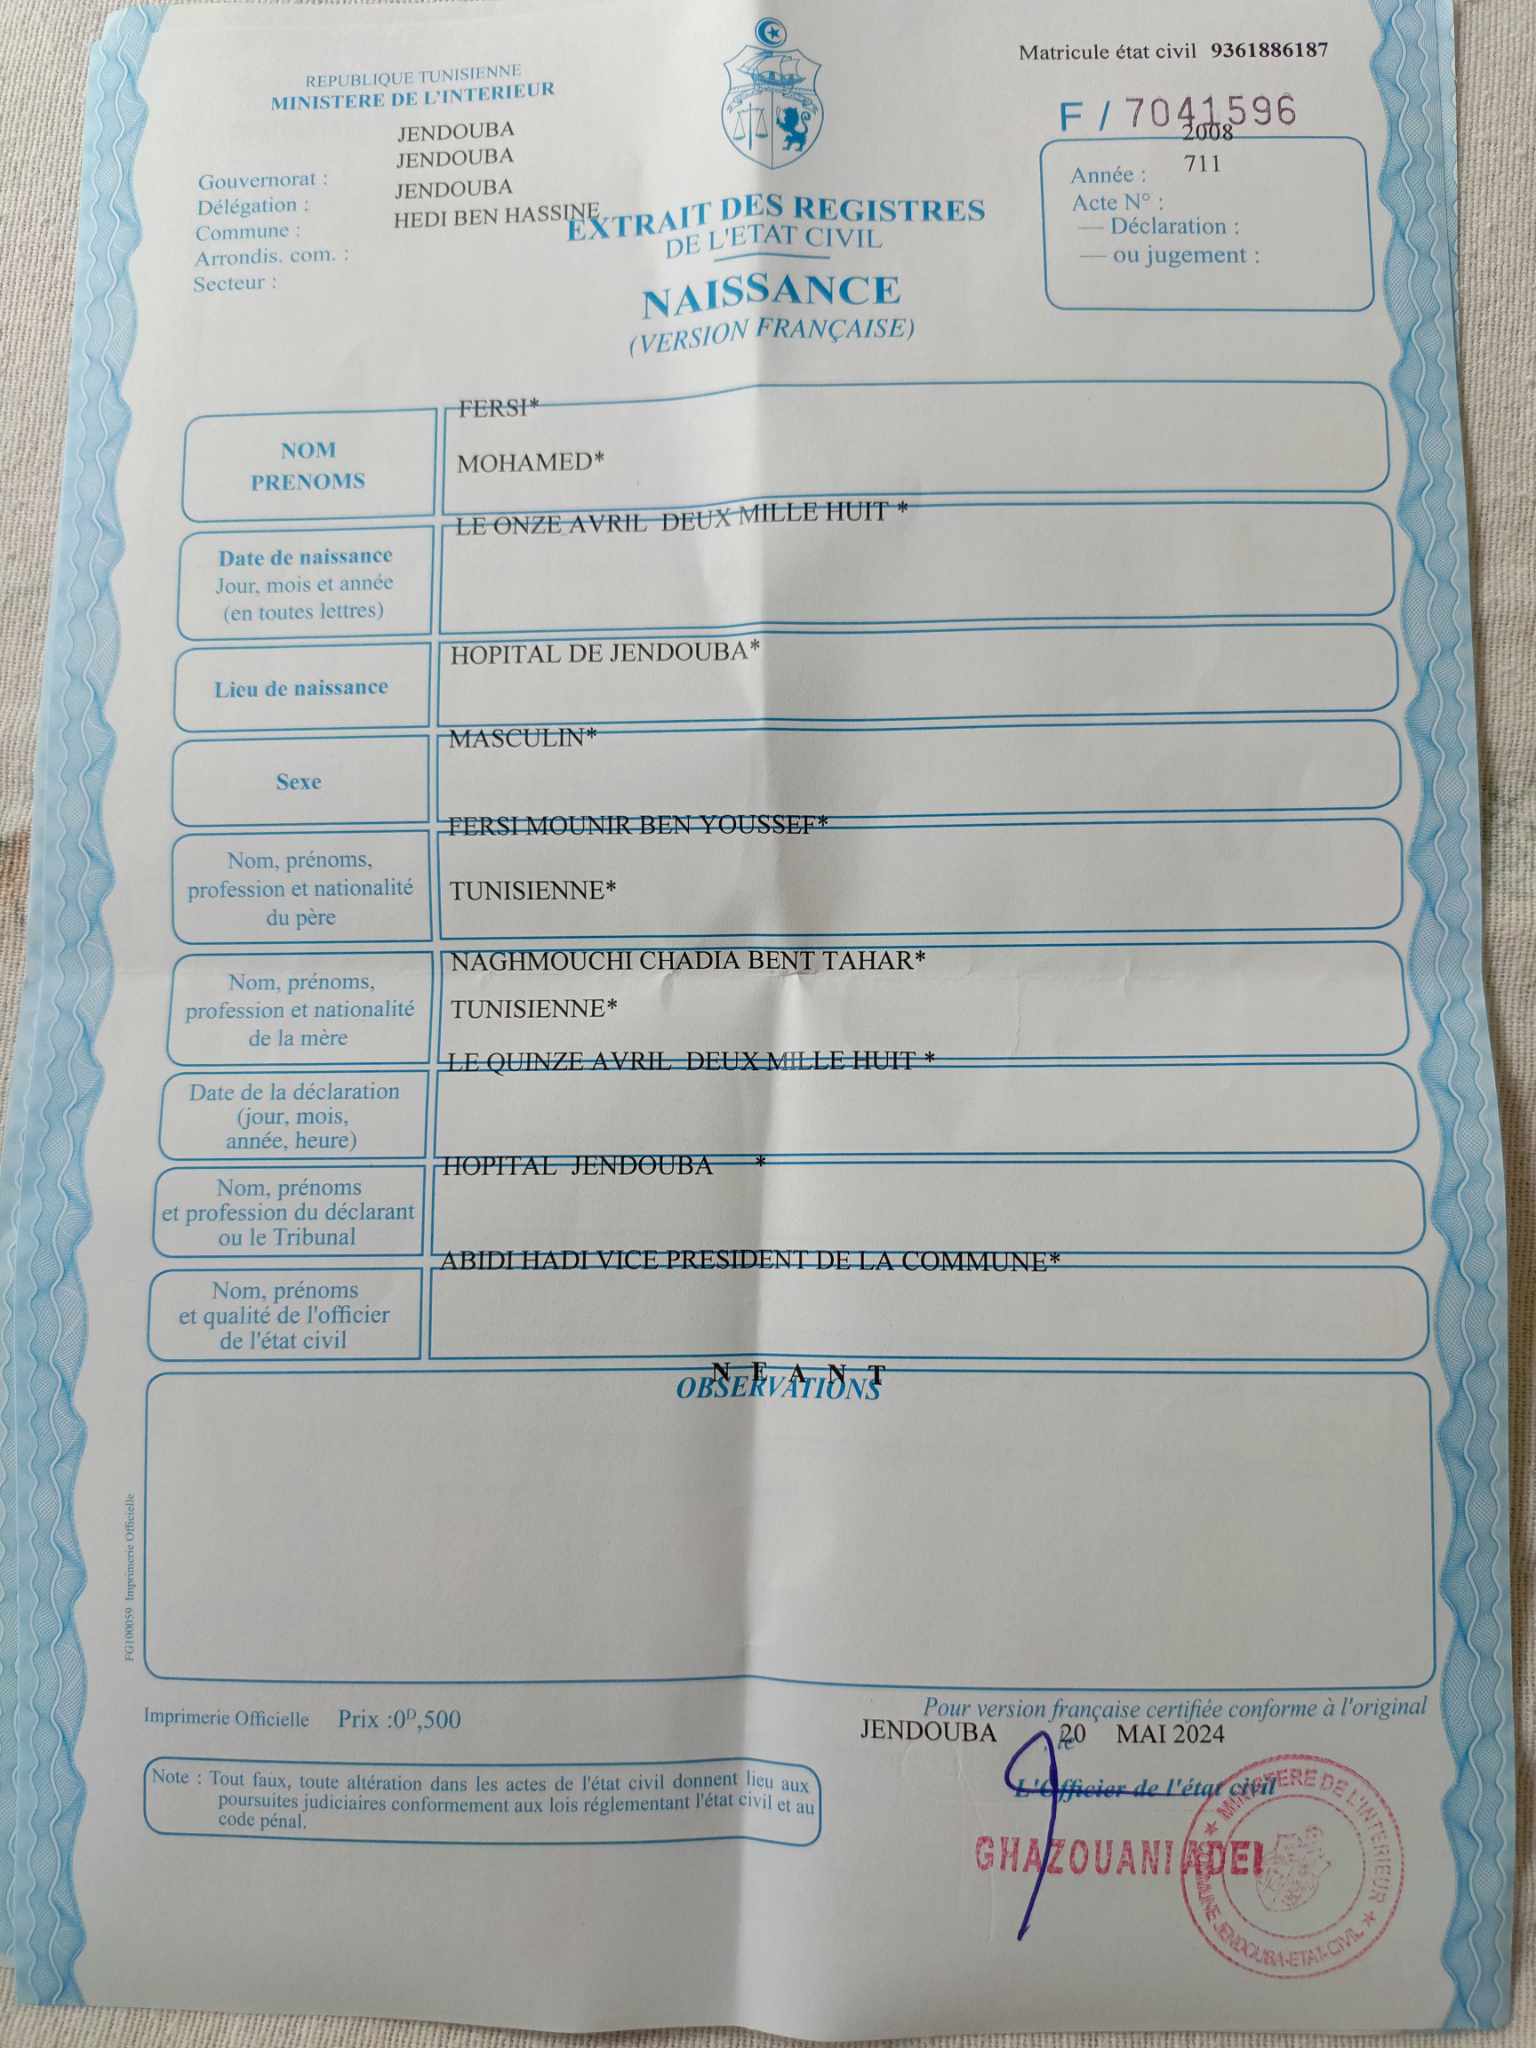 REPUBLIQUE TUNISIENNE
MINISTERE DE L'INTERIEUR
JENDOUBA
JENDOUBA
JENDOUBA
HEDI BEN HASSINE
Gouvernorat :
Délégation :
Commune :
Arrondis. com. :
Secteur :
Matricule état civil 9361886187
F / 7041596
2008
711
Année :
Acte N° :
— Déclaration :
— ou jugement :
EXTRAIT DES REGISTRES
DE L'ETAT CIVIL
NAISSANCE
(VERSION FRANÇAISE)
NOM
PRENOMS
FERSI*
MOHAMED*
Date de naissance
Jour, mois et année
(en toutes lettres)
LE ONZE AVRIL DEUX MILLE HUIT *
Lieu de naissance
HOPITAL DE JENDOUBA*
Sexe
MASCULIN*
Nom, prénoms,
profession et nationalité
du père
FERSI MOUNIR BEN YOUSSEF*
TUNISIENNE*
Nom, prénoms,
profession et nationalité
de la mère
NAGHMOUCHI CHADIA BENT TAHAR*
TUNISIENNE*
Date de la déclaration
(jour, mois,
année, heure)
LE QUINZE AVRIL DEUX MILLE HUIT *
Nom, prénoms
et profession du déclarant
ou le Tribunal
HOPITAL JENDOUBA *
Nom, prénoms
et qualité de l'officier
de l'état civil
ABIDI HADI VICE PRESIDENT DE LA COMMUNE*
N E A N T
OBSERVATIONS
FG100059 Imprimerie Officielle
Imprimerie Officielle Prix :0D,500
Note : Tout faux, toute altération dans les actes de l'état civil donnent lieu aux
poursuites judiciaires conformement aux lois réglementant l'état civil et au
code pénal.
Pour version française certifiée conforme à l'original
JENDOUBA le 20 MAI 2024
L'Officier de l'état civil
GHAZOUANI ADEL
MINISTERE DE L'INTERIEUR
COMMUNE JENDOUBA-ETAT-CIVIL